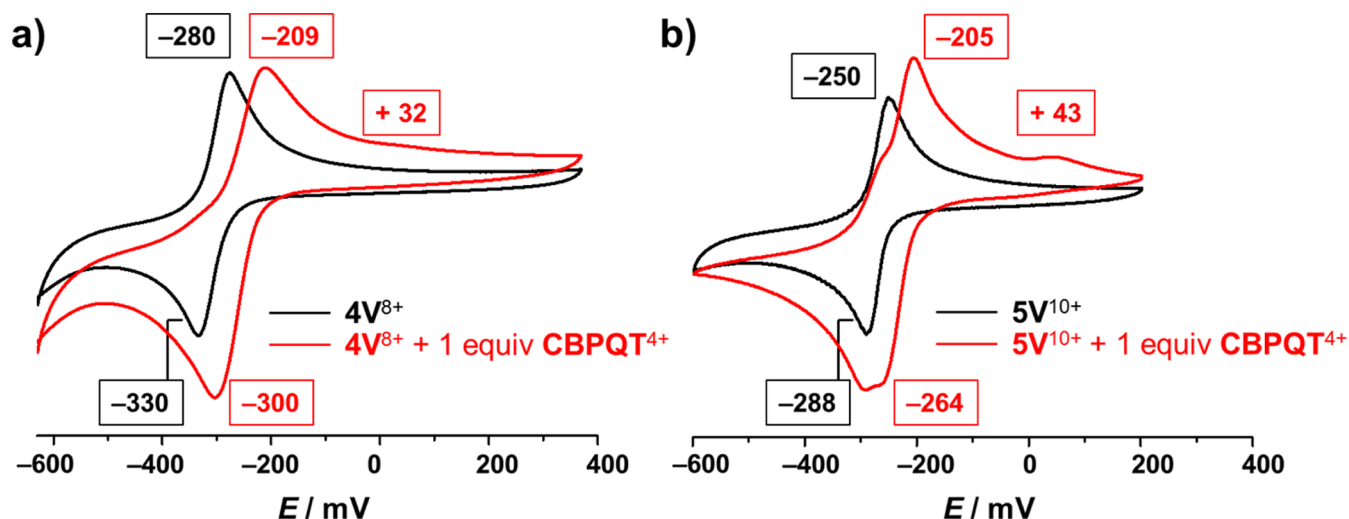 a)
–280
–209
+ 32
4V8+
4V8+ + 1 equiv CBPQT4+
–330
–300
–600
–400
–200
0
200
400
E / mV
b)
–205
–250
+ 43
5V10+
5V10+ + 1 equiv CBPQT4+
–288
–264
–600
–400
–200
0
200
400
E / mV